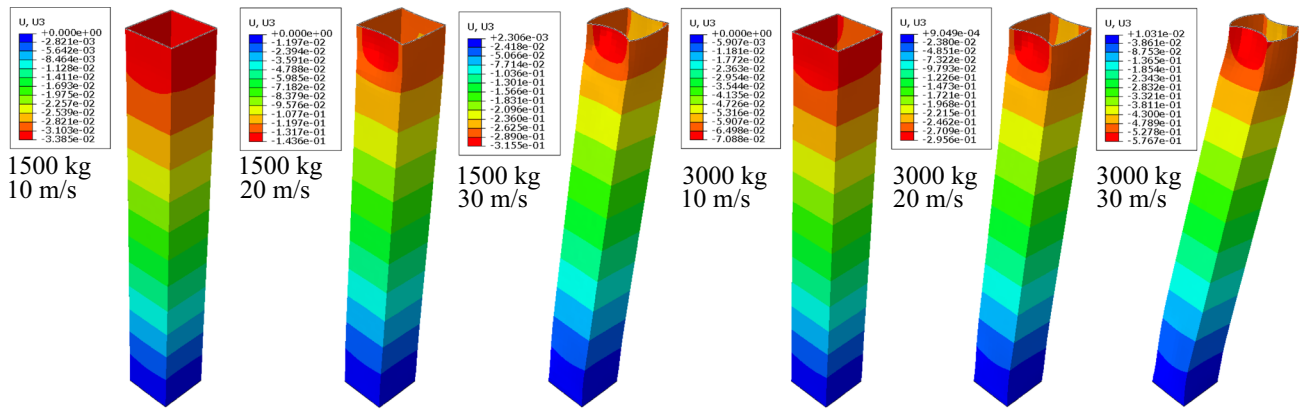 U, U3
+0.000e+00
-2.821e-03
-5.642e-03
-8.464e-03
-1.128e-02
-1.411e-02
-1.693e-02
-1.975e-02
-2.257e-02
-2.539e-02
-2.821e-02
-3.103e-02
-3.385e-02
1500 kg
10 m/s
U, U3
+0.000e+00
-1.197e-02
-2.394e-02
-3.591e-02
-4.788e-02
-5.985e-02
-7.182e-02
-8.379e-02
-9.576e-02
-1.077e-01
-1.197e-01
-1.317e-01
-1.436e-01
1500 kg
20 m/s
U, U3
+2.306e-03
-2.418e-02
-5.066e-02
-7.714e-02
-1.036e-01
-1.301e-01
-1.566e-01
-1.831e-01
-2.096e-01
-2.360e-01
-2.625e-01
-2.890e-01
-3.155e-01
1500 kg
30 m/s
U, U3
+0.000e+00
-5.907e-03
-1.181e-02
-1.772e-02
-2.363e-02
-2.954e-02
-3.544e-02
-4.135e-02
-4.726e-02
-5.316e-02
-5.907e-02
-6.498e-02
-7.088e-02
3000 kg
10 m/s
U, U3
+9.049e-04
-2.380e-02
-4.851e-02
-7.322e-02
-9.793e-02
-1.226e-01
-1.473e-01
-1.721e-01
-1.968e-01
-2.215e-01
-2.462e-01
-2.709e-01
-2.956e-01
3000 kg
20 m/s
U, U3
+1.031e-02
-3.861e-02
-8.753e-02
-1.365e-01
-1.854e-01
-2.343e-01
-2.832e-01
-3.321e-01
-3.811e-01
-4.300e-01
-4.789e-01
-5.278e-01
-5.767e-01
3000 kg
30 m/s